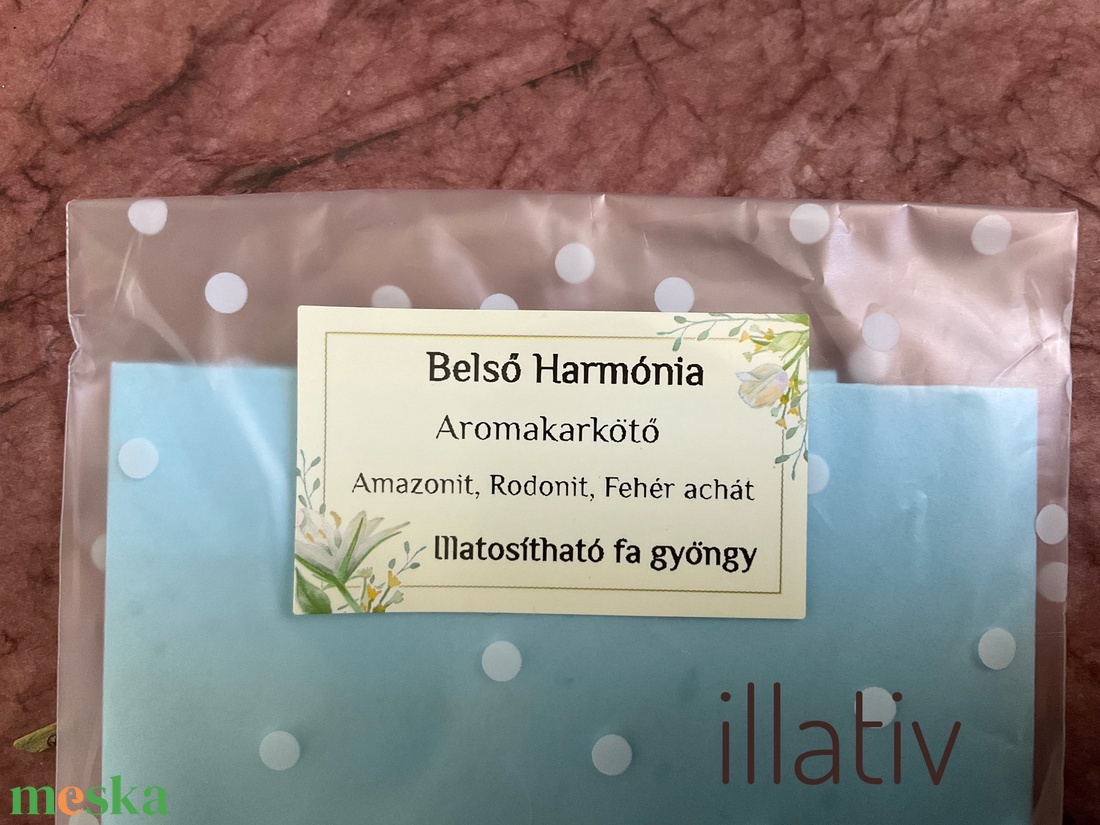 Belső Harmónia
Aromakarkötő
Amazonit, Rodonit, Fehér achát
Illatosítható fa gyöngy
illativ
meska